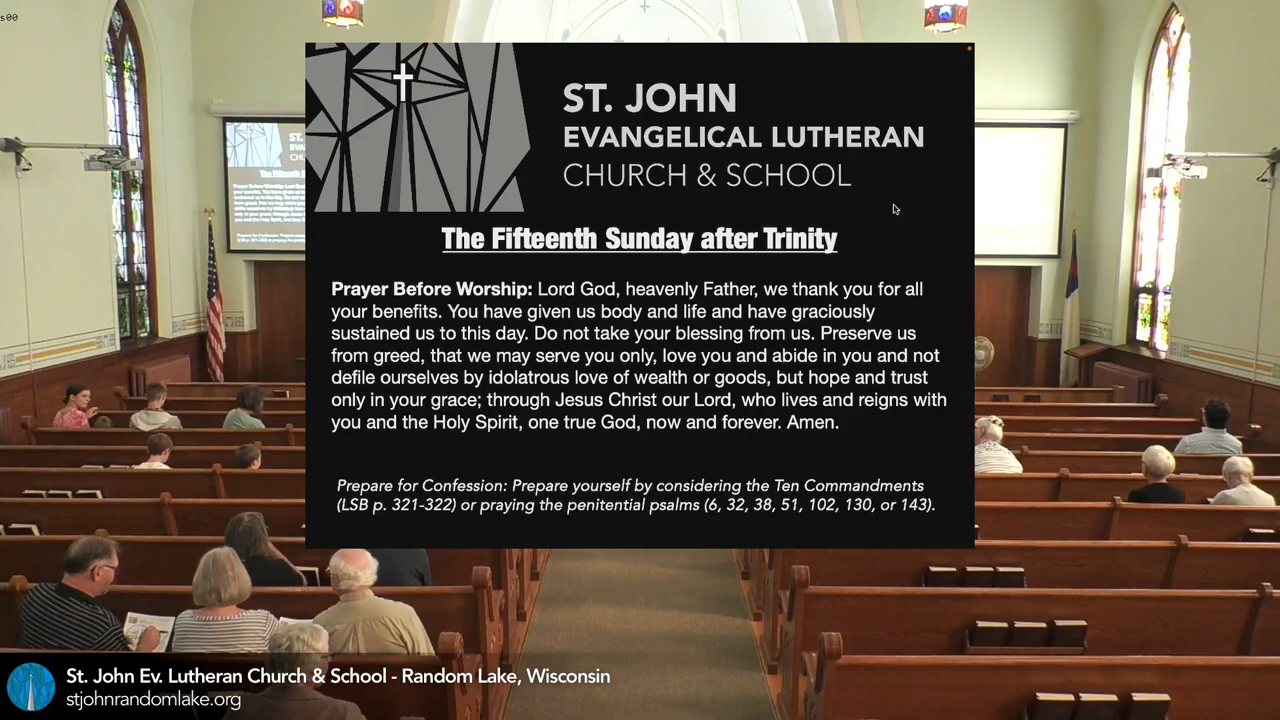 s00
ST. JOHN
EVANGELICAL LUTHERAN
CHURCH & SCHOOL
The Fifteenth Sunday after Trinity
Prayer Before Worship: Lord God, heavenly Father, we thank you for all
your benefits. You have given us body and life and have graciously
sustained us to this day. Do not take your blessing from us. Preserve us
from greed, that we may serve you only, love you and abide in you and not
defile ourselves by idolatrous love of wealth or goods, but hope and trust
only in your grace; through Jesus Christ our Lord, who lives and reigns with
you and the Holy Spirit, one true God, now and forever. Amen.
Prepare for Confession: Prepare yourself by considering the Ten Commandments
(LSB p. 321-322) or praying the penitential psalms (6, 32, 38, 51, 102, 130, or 143).
St. John Ev. Lutheran Church & School - Random Lake, Wisconsin
stjohnrandomlake.org